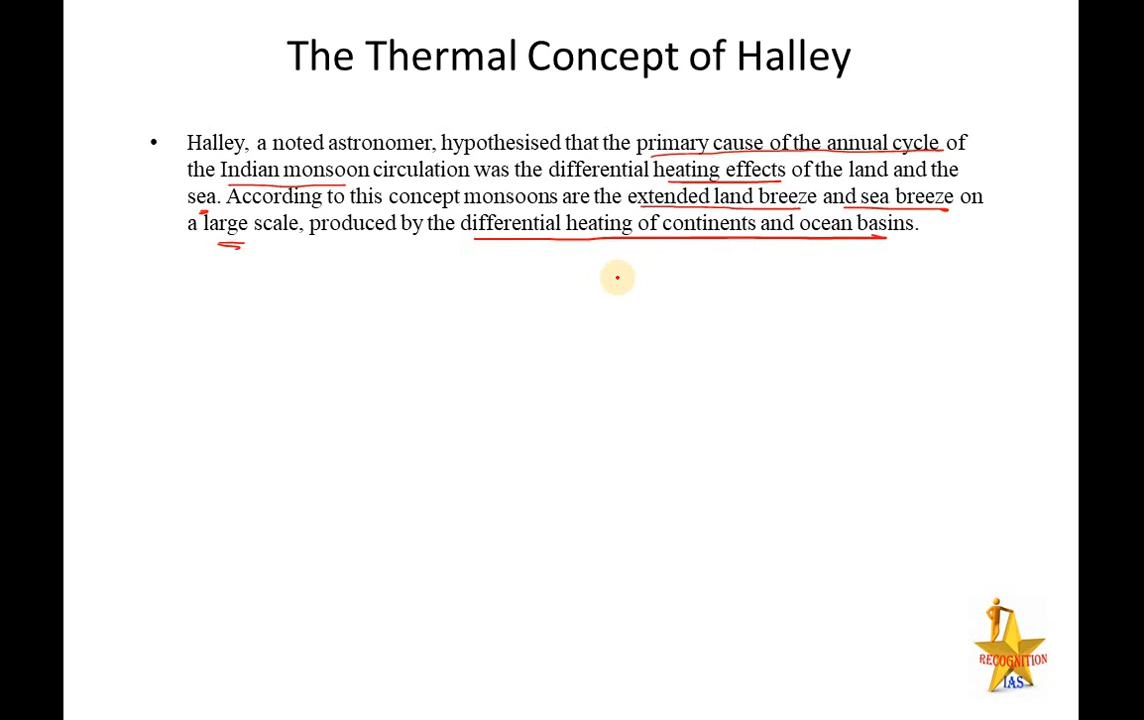 The Thermal Concept of Halley
• Halley, a noted astronomer, hypothesised that the primary cause of the annual cycle of
the Indian monsoon circulation was the differential heating effects of the land and the
sea. According to this concept monsoons are the extended land breeze and sea breeze on
a large scale, produced by the differential heating of continents and ocean basins.
RECOGNITION
IAS